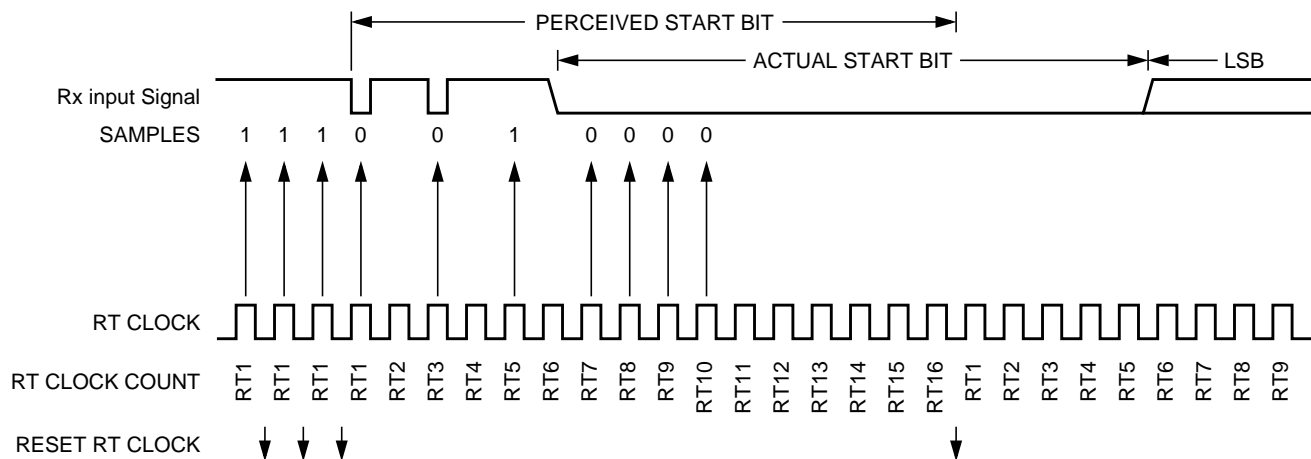 PERCEIVED START BIT
ACTUAL START BIT LSB
Rx input Signal
SAMPLES 1 1 1 0 0 1 0 0 0 0
RT CLOCK
RT CLOCK COUNT RT1 RT1 RT1 RT1 RT2 RT3 RT4 RT5 RT6 RT7 RT8 RT9 RT10 RT11 RT12 RT13 RT14 RT15 RT16 RT1 RT2 RT3 RT4 RT5 RT6 RT7 RT8 RT9
RESET RT CLOCK